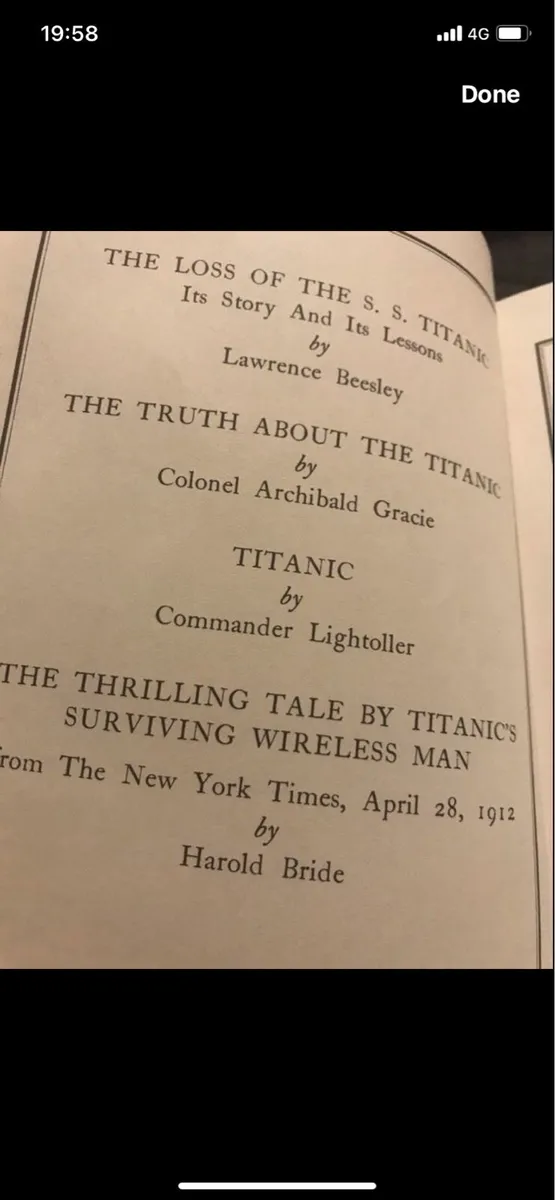 19:58
4G
Done
THE LOSS OF THE S. S. TITANIC
Its Story And Its Lessons
by
Lawrence Beesley
THE TRUTH ABOUT THE TITANIC
by
Colonel Archibald Gracie
TITANIC
by
Commander Lightoller
THE THRILLING TALE BY TITANIC'S
SURVIVING WIRELESS MAN
from The New York Times, April 28, 1912
by
Harold Bride